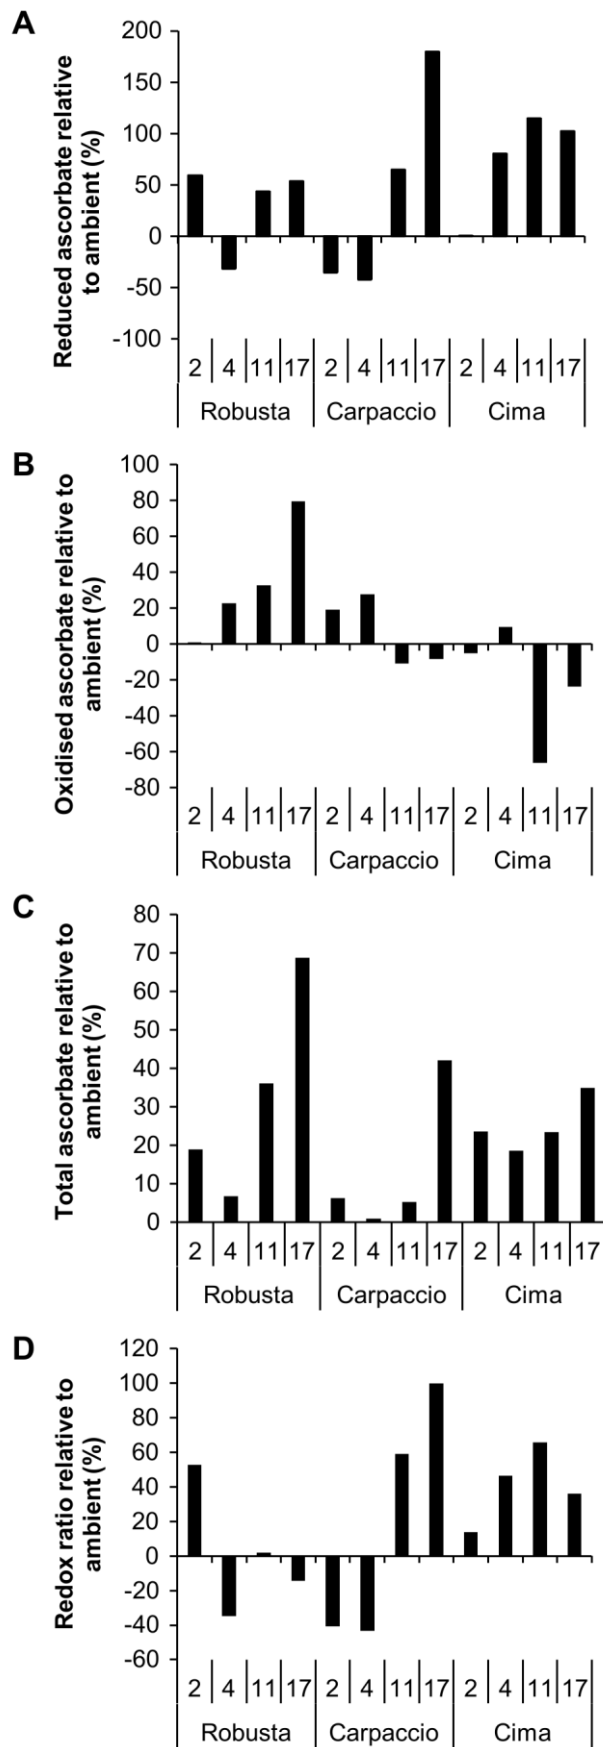 A
Reduced ascorbate relative
to ambient (%)
200
150
100
50
0
-50
-100
2 4 11 17 2 4 11 17 2 4 11 17
Robusta Carpaccio Cima
B
Oxidised ascorbate relative to
ambient (%)
100
80
60
40
20
0
-20
-40
-60
-80
2 4 11 17 2 4 11 17 2 4 11 17
Robusta Carpaccio Cima
C
Total ascorbate relative to
ambient (%)
80
70
60
50
40
30
20
10
0
2 4 11 17 2 4 11 17 2 4 11 17
Robusta Carpaccio Cima
D
Redox ratio relative to
ambient (%)
120
100
80
60
40
20
0
-20
-40
-60
2 4 11 17 2 4 11 17 2 4 11 17
Robusta Carpaccio Cima